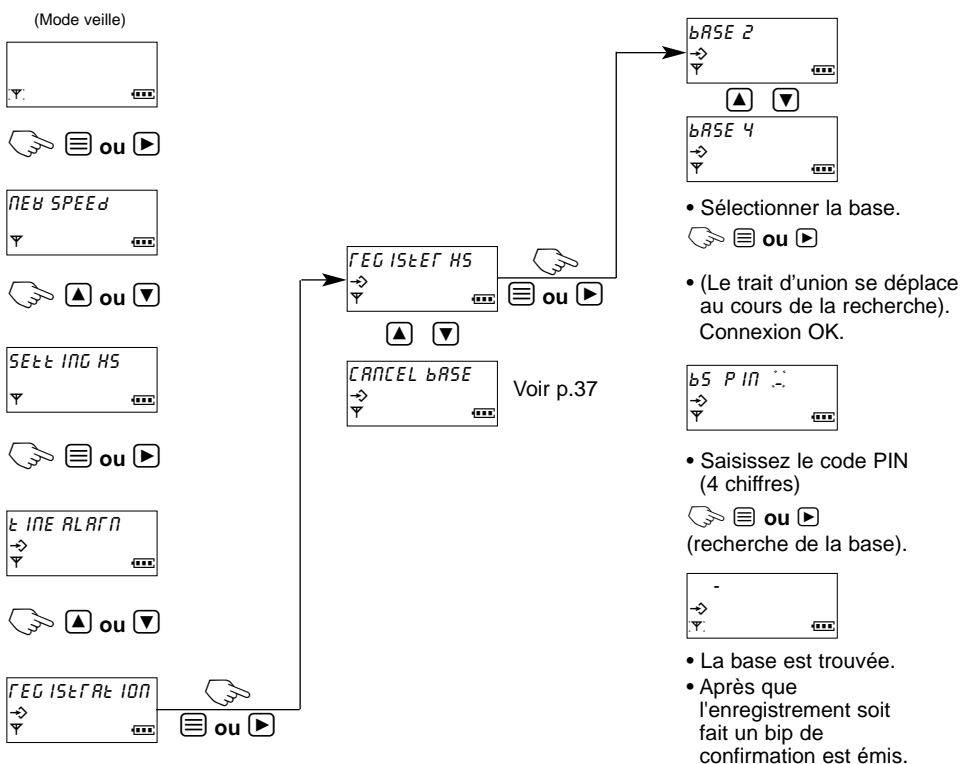 (Mode veille)
ou
NEW SPEEd
ou
SEtt ING HS
ou
t IME ALArM
ou
rEG IStrAt ION
ou
rEG IStEr HS
ou
CANCEL bASE
Voir p.37
bASE 2
bASE 4
• Sélectionner la base.
ou
• (Le trait d'union se déplace
au cours de la recherche).
Connexion OK.
bS PIN _
• Saisissez le code PIN
(4 chiffres)
ou
(recherche de la base).
-
• La base est trouvée.
• Après que
l'enregistrement soit
fait un bip de
confirmation est émis.